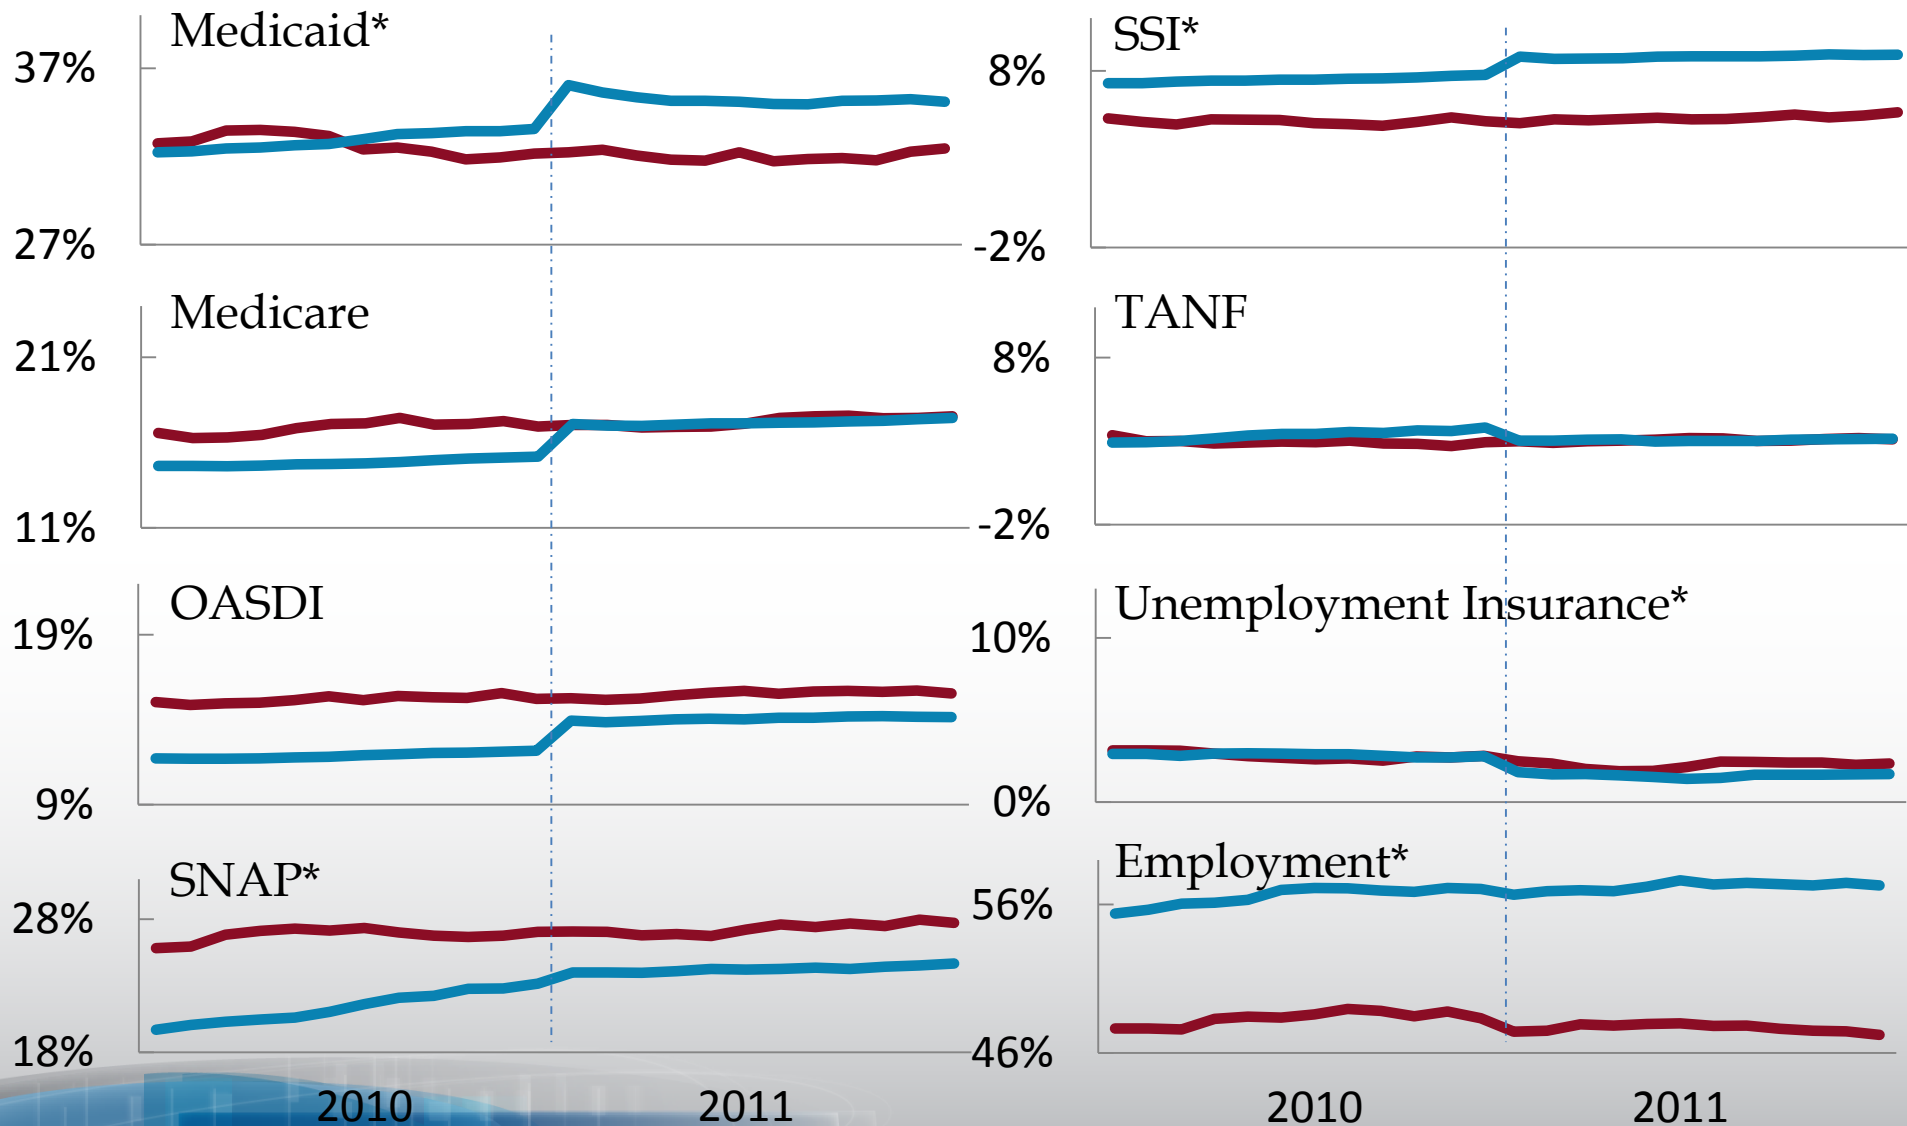 Medicaid*
37%
27%
Medicare
21%
11%
OASDI
19%
9%
SNAP*
28%
18%
2010
2011
SSI*
8%
-2%
TANF
8%
-2%
Unemployment Insurance*
10%
0%
Employment*
56%
46%
2010
2011